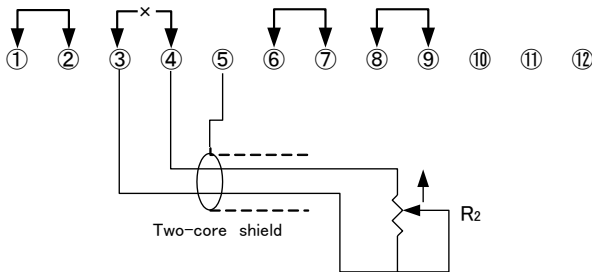 ×
① ② ③ ④ ⑤ ⑥ ⑦ ⑧ ⑨ ⑩ ⑪ ⑫
R₂
Two-core shield